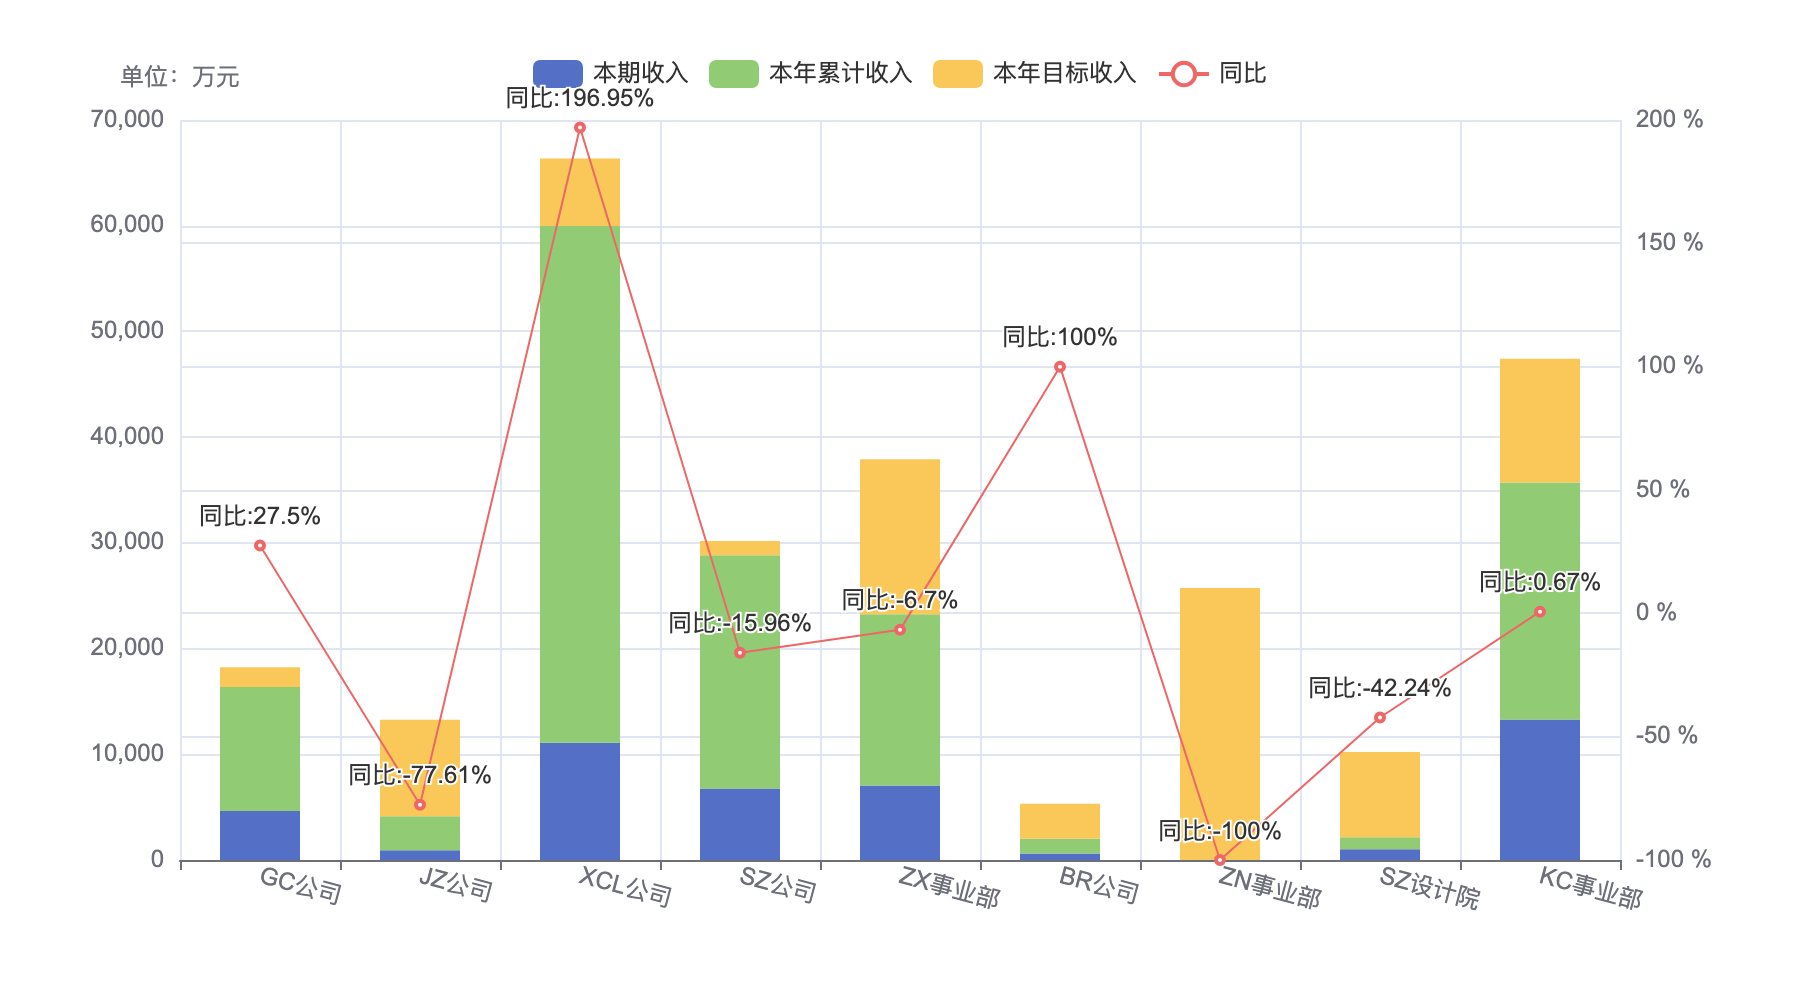 单位：万元
本期收入 本年累计收入 本年目标收入 同比
70,000
60,000
50,000
40,000
30,000
20,000
10,000
0
200 %
150 %
100 %
50 %
0 %
-50 %
-100 %
同比:27.5%
同比:-77.61%
同比:196.95%
同比:-15.96%
同比:-6.7%
同比:100%
同比:-100%
同比:-42.24%
同比:0.67%
GC公司
JZ公司
XCL公司
SZ公司
ZX事业部
BR公司
ZN事业部
SZ设计院
KC事业部